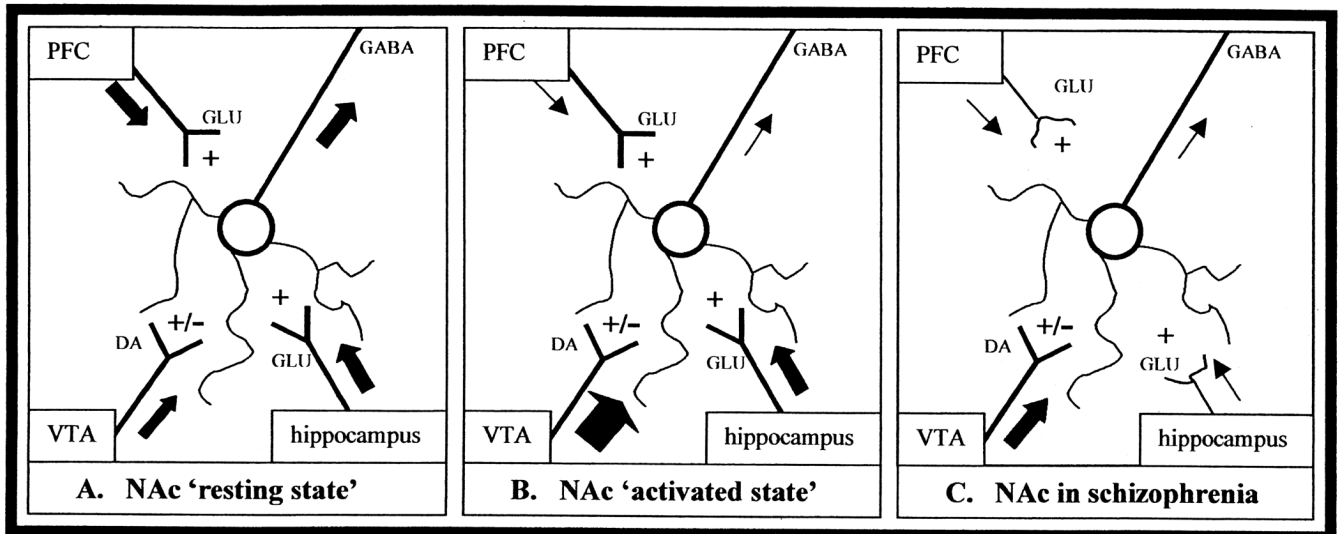 PFC
GABA
GLU
+
+
+/-
DA
GLU
VTA
hippocampus
A. NAc ‘resting state’
PFC
GABA
GLU
+
+
+/-
DA
GLU
VTA
hippocampus
B. NAc ‘activated state’
PFC
GABA
GLU
+
+/-
DA
+
GLU
VTA
hippocampus
C. NAc in schizophrenia